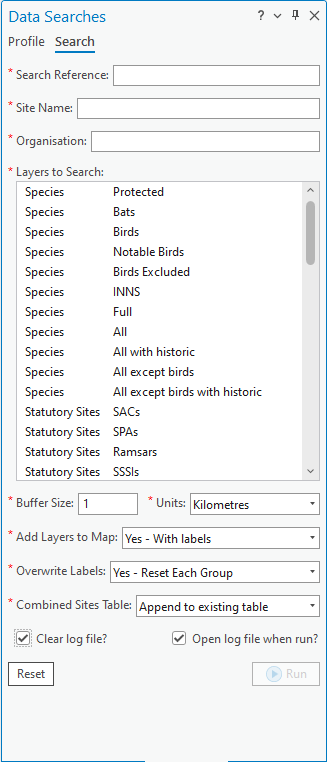 Data Searches ?
Profile Search
* Search Reference:
* Site Name:
* Organisation:
* Layers to Search:
Species Protected
Species Bats
Species Birds
Species Notable Birds
Species Birds Excluded
Species INNS
Species Full
Species All
Species All with historic
Species All except birds
Species All except birds with historic
Statutory Sites SACs
Statutory Sites SPAs
Statutory Sites Ramsars
Statutory Sites SSSIs
* Buffer Size: 1 * Units: Kilometres
* Add Layers to Map: Yes - With labels
* Overwrite Labels: Yes - Reset Each Group
* Combined Sites Table: Append to existing table
Clear log file? Open log file when run?
Reset Run